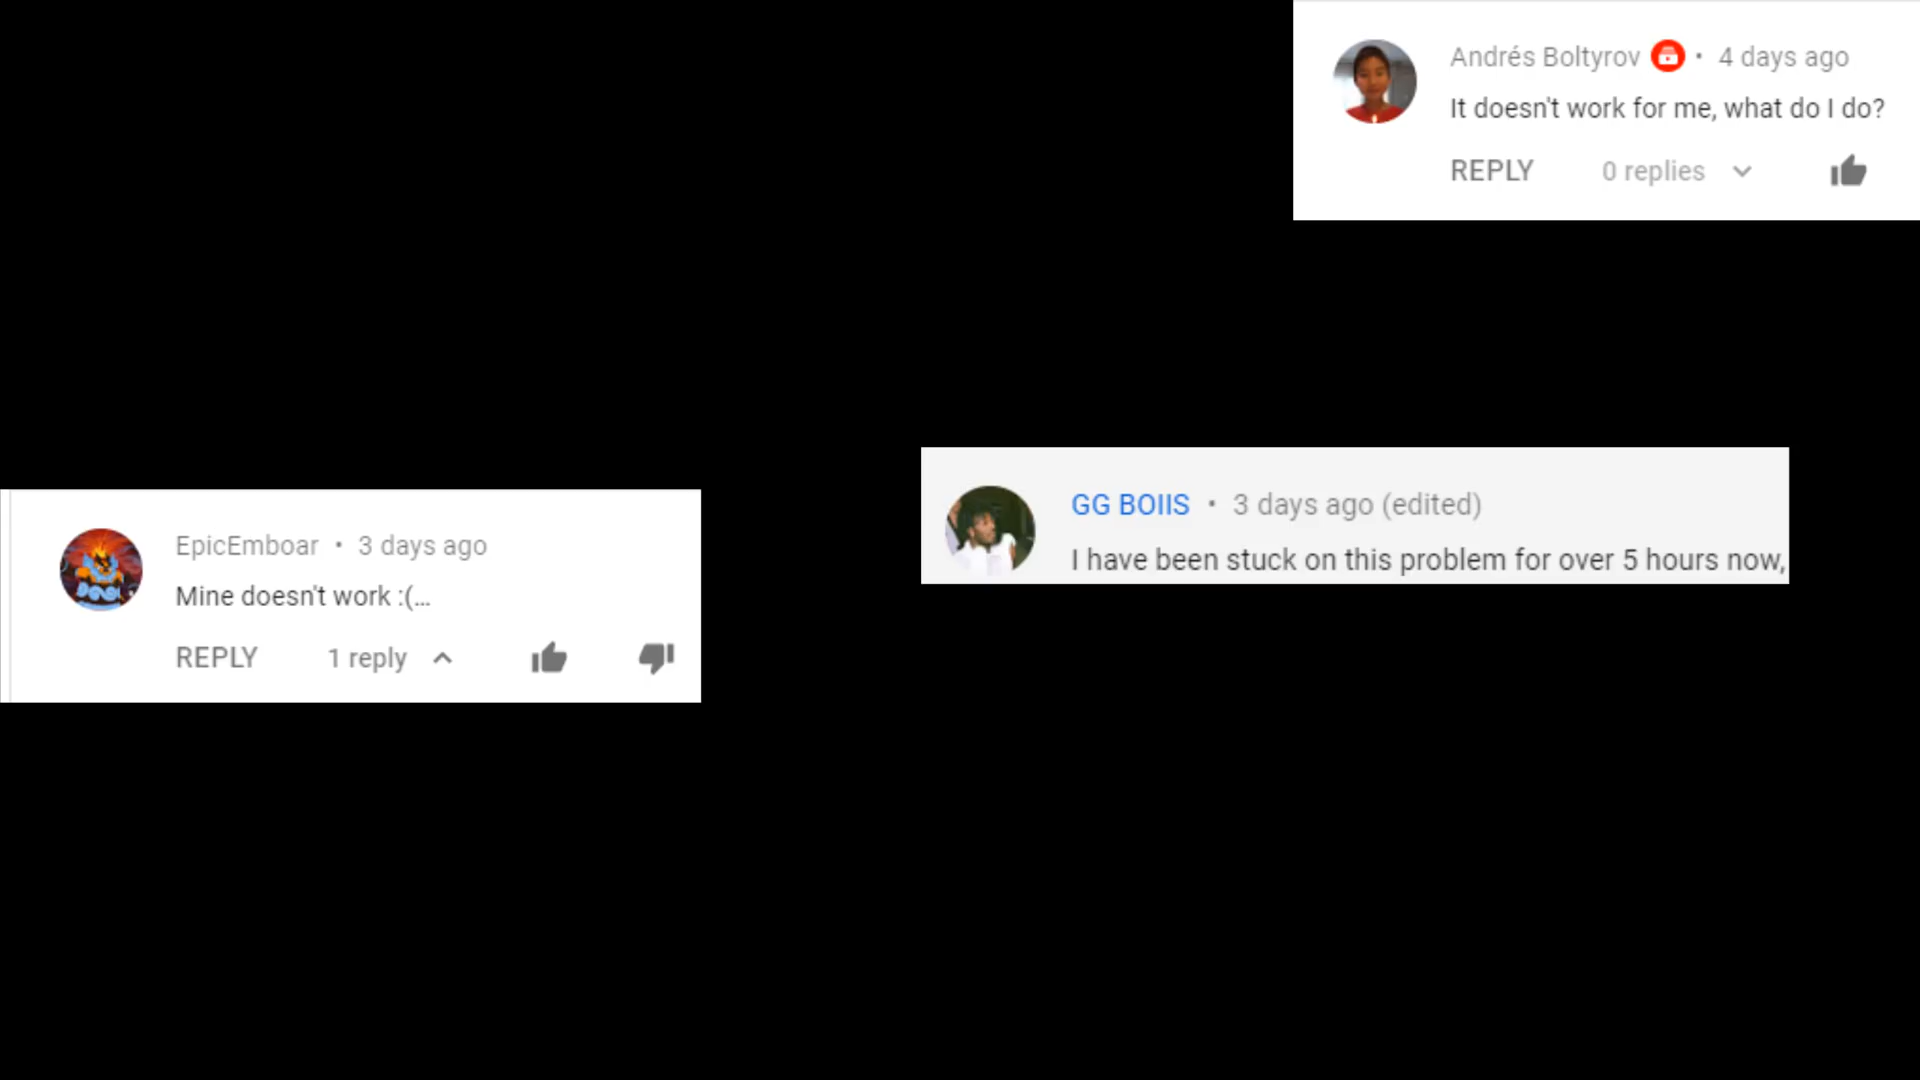 Andrés Boltyrov • 4 days ago
It doesn't work for me, what do I do?
REPLY 0 replies
GG BOIIS • 3 days ago (edited)
I have been stuck on this problem for over 5 hours now,
EpicEmboar • 3 days ago
Mine doesn't work :(...
REPLY 1 reply